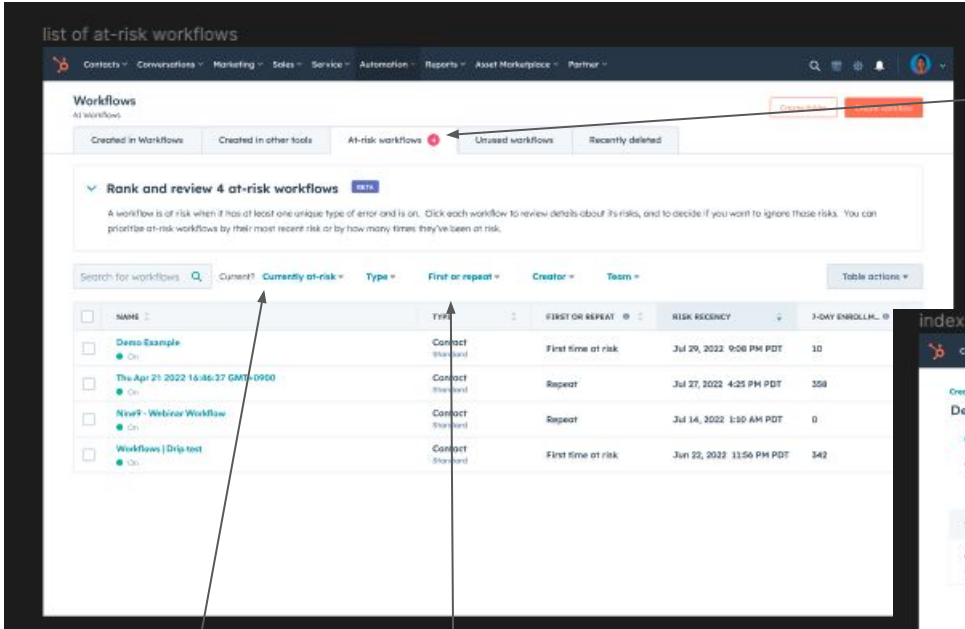 list of at-risk workflows
Contacts Conversations Marketing Sales Service Automation Reports Asset Marketplace Partner
Workflows
41 Workflows
Create folder
Create workflow
Created in Workflows Created in other tools At-risk workflows 4 Unused workflows Recently deleted
Rank and review 4 at-risk workflows BETA
A workflow is at risk when it has at least one unique type of error and is on. Click each workflow to review details about its risks, and to decide if you want to ignore those risks. You can
prioritize at-risk workflows by their most recent risk or by how many times they've been at risk.
Search for workflows Current? Currently at-risk Type First or repeat Creator Team Table actions
NAME TYPE FIRST OR REPEAT RISK RECENCY 7-DAY ENROLLM...
Demo Example Contact First time at risk Jul 29, 2022 9:08 PM PDT 10
On Standard
Thu Apr 21 2022 16:46:37 GMT+0900 Contact Repeat Jul 27, 2022 4:25 PM PDT 358
On Standard
Nine9 - Webinar Workflow Contact Repeat Jul 14, 2022 1:10 AM PDT 0
On Standard
Workflows | Drip test Contact First time at risk Jun 22, 2022 11:56 PM PDT 342
On Standard
index
Cre
De